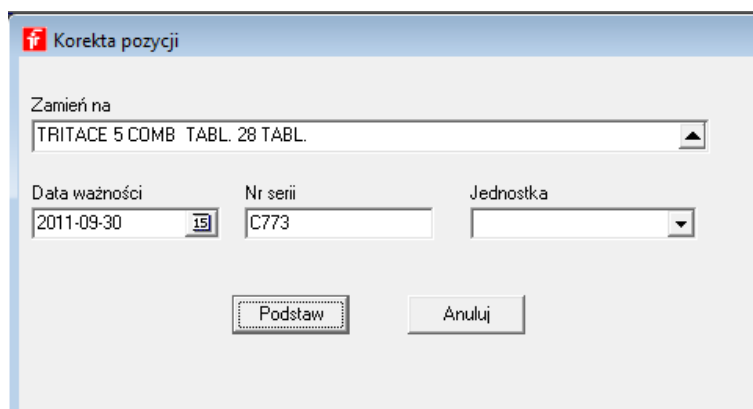 Korekta pozycji
Zamień na
TRITACE 5 COMB TABL. 28 TABL.
Data ważności Nr serii Jednostka
2011-09-30 15 C773
Podstaw Anuluj